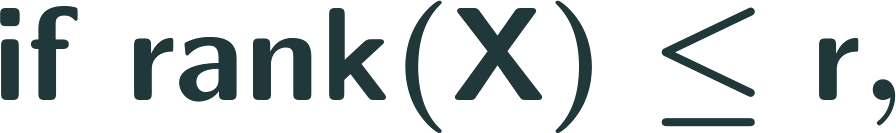 if rank(X) ≤ r,